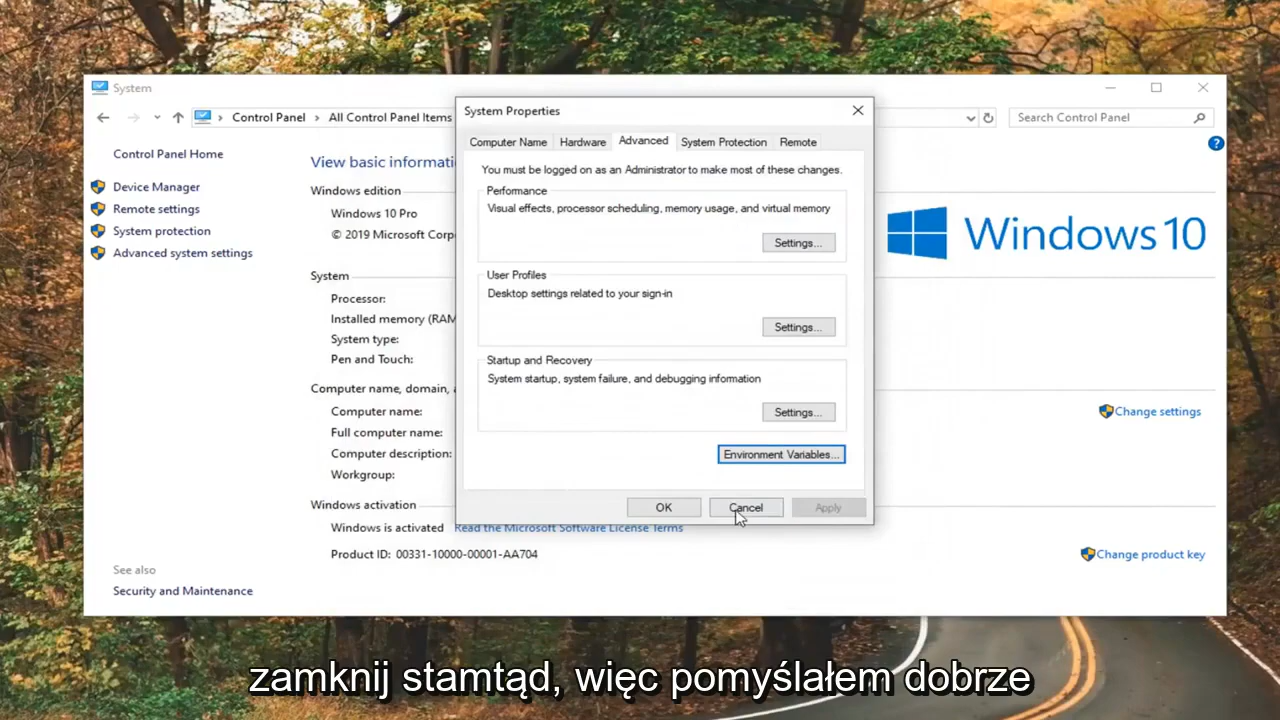 System
Control Panel
All Control Panel Items
Search Control Panel
Control Panel Home
Device Manager
Remote settings
System protection
Advanced system settings
See also
Security and Maintenance
View basic informati
Windows edition
Windows 10 Pro
© 2019 Microsoft Corp
System
Processor:
Installed memory (RAM
System type:
Pen and Touch:
Computer name, domain,
Computer name:
Full computer name:
Computer description:
Workgroup:
Windows activation
Windows is activated Read the Microsoft Software License Terms
Product ID: 00331-10000-00001-AA704
Windows 10
Change settings
Change product key
System Properties
Computer Name Hardware Advanced System Protection Remote
You must be logged on as an Administrator to make most of these changes.
Performance
Visual effects, processor scheduling, memory usage, and virtual memory
Settings...
User Profiles
Desktop settings related to your sign-in
Settings...
Startup and Recovery
System startup, system failure, and debugging information
Settings...
Environment Variables...
OK Cancel Apply
zamknij stamtąd, więc pomyślałem dobrze